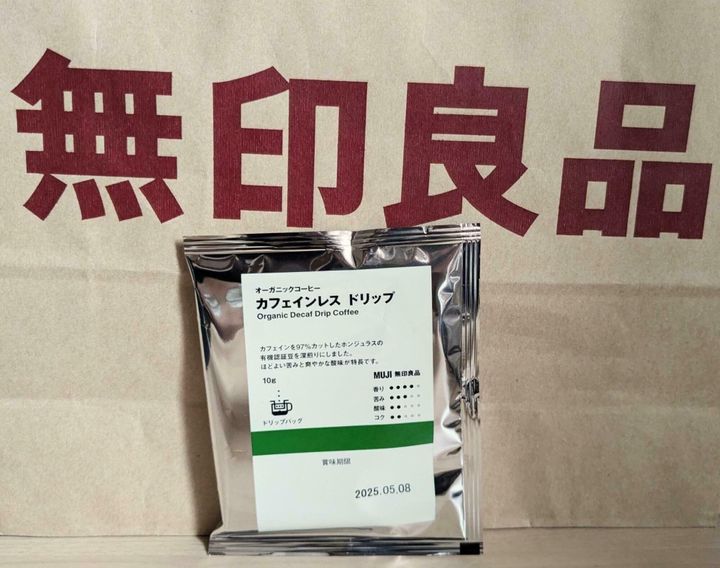 無印良品
オーガニックコーヒー
カフェインレス ドリップ
Organic Decaf Drip Coffee
カフェインを97%カットしたホンジュラスの
有機認証豆を深煎りにしました。
ほどよい苦みと爽やかな酸味が特長です。
10g
ドリップバッグ
MUJI 無印良品
香り
苦み
酸味
コク
賞味期限
2025.05.08